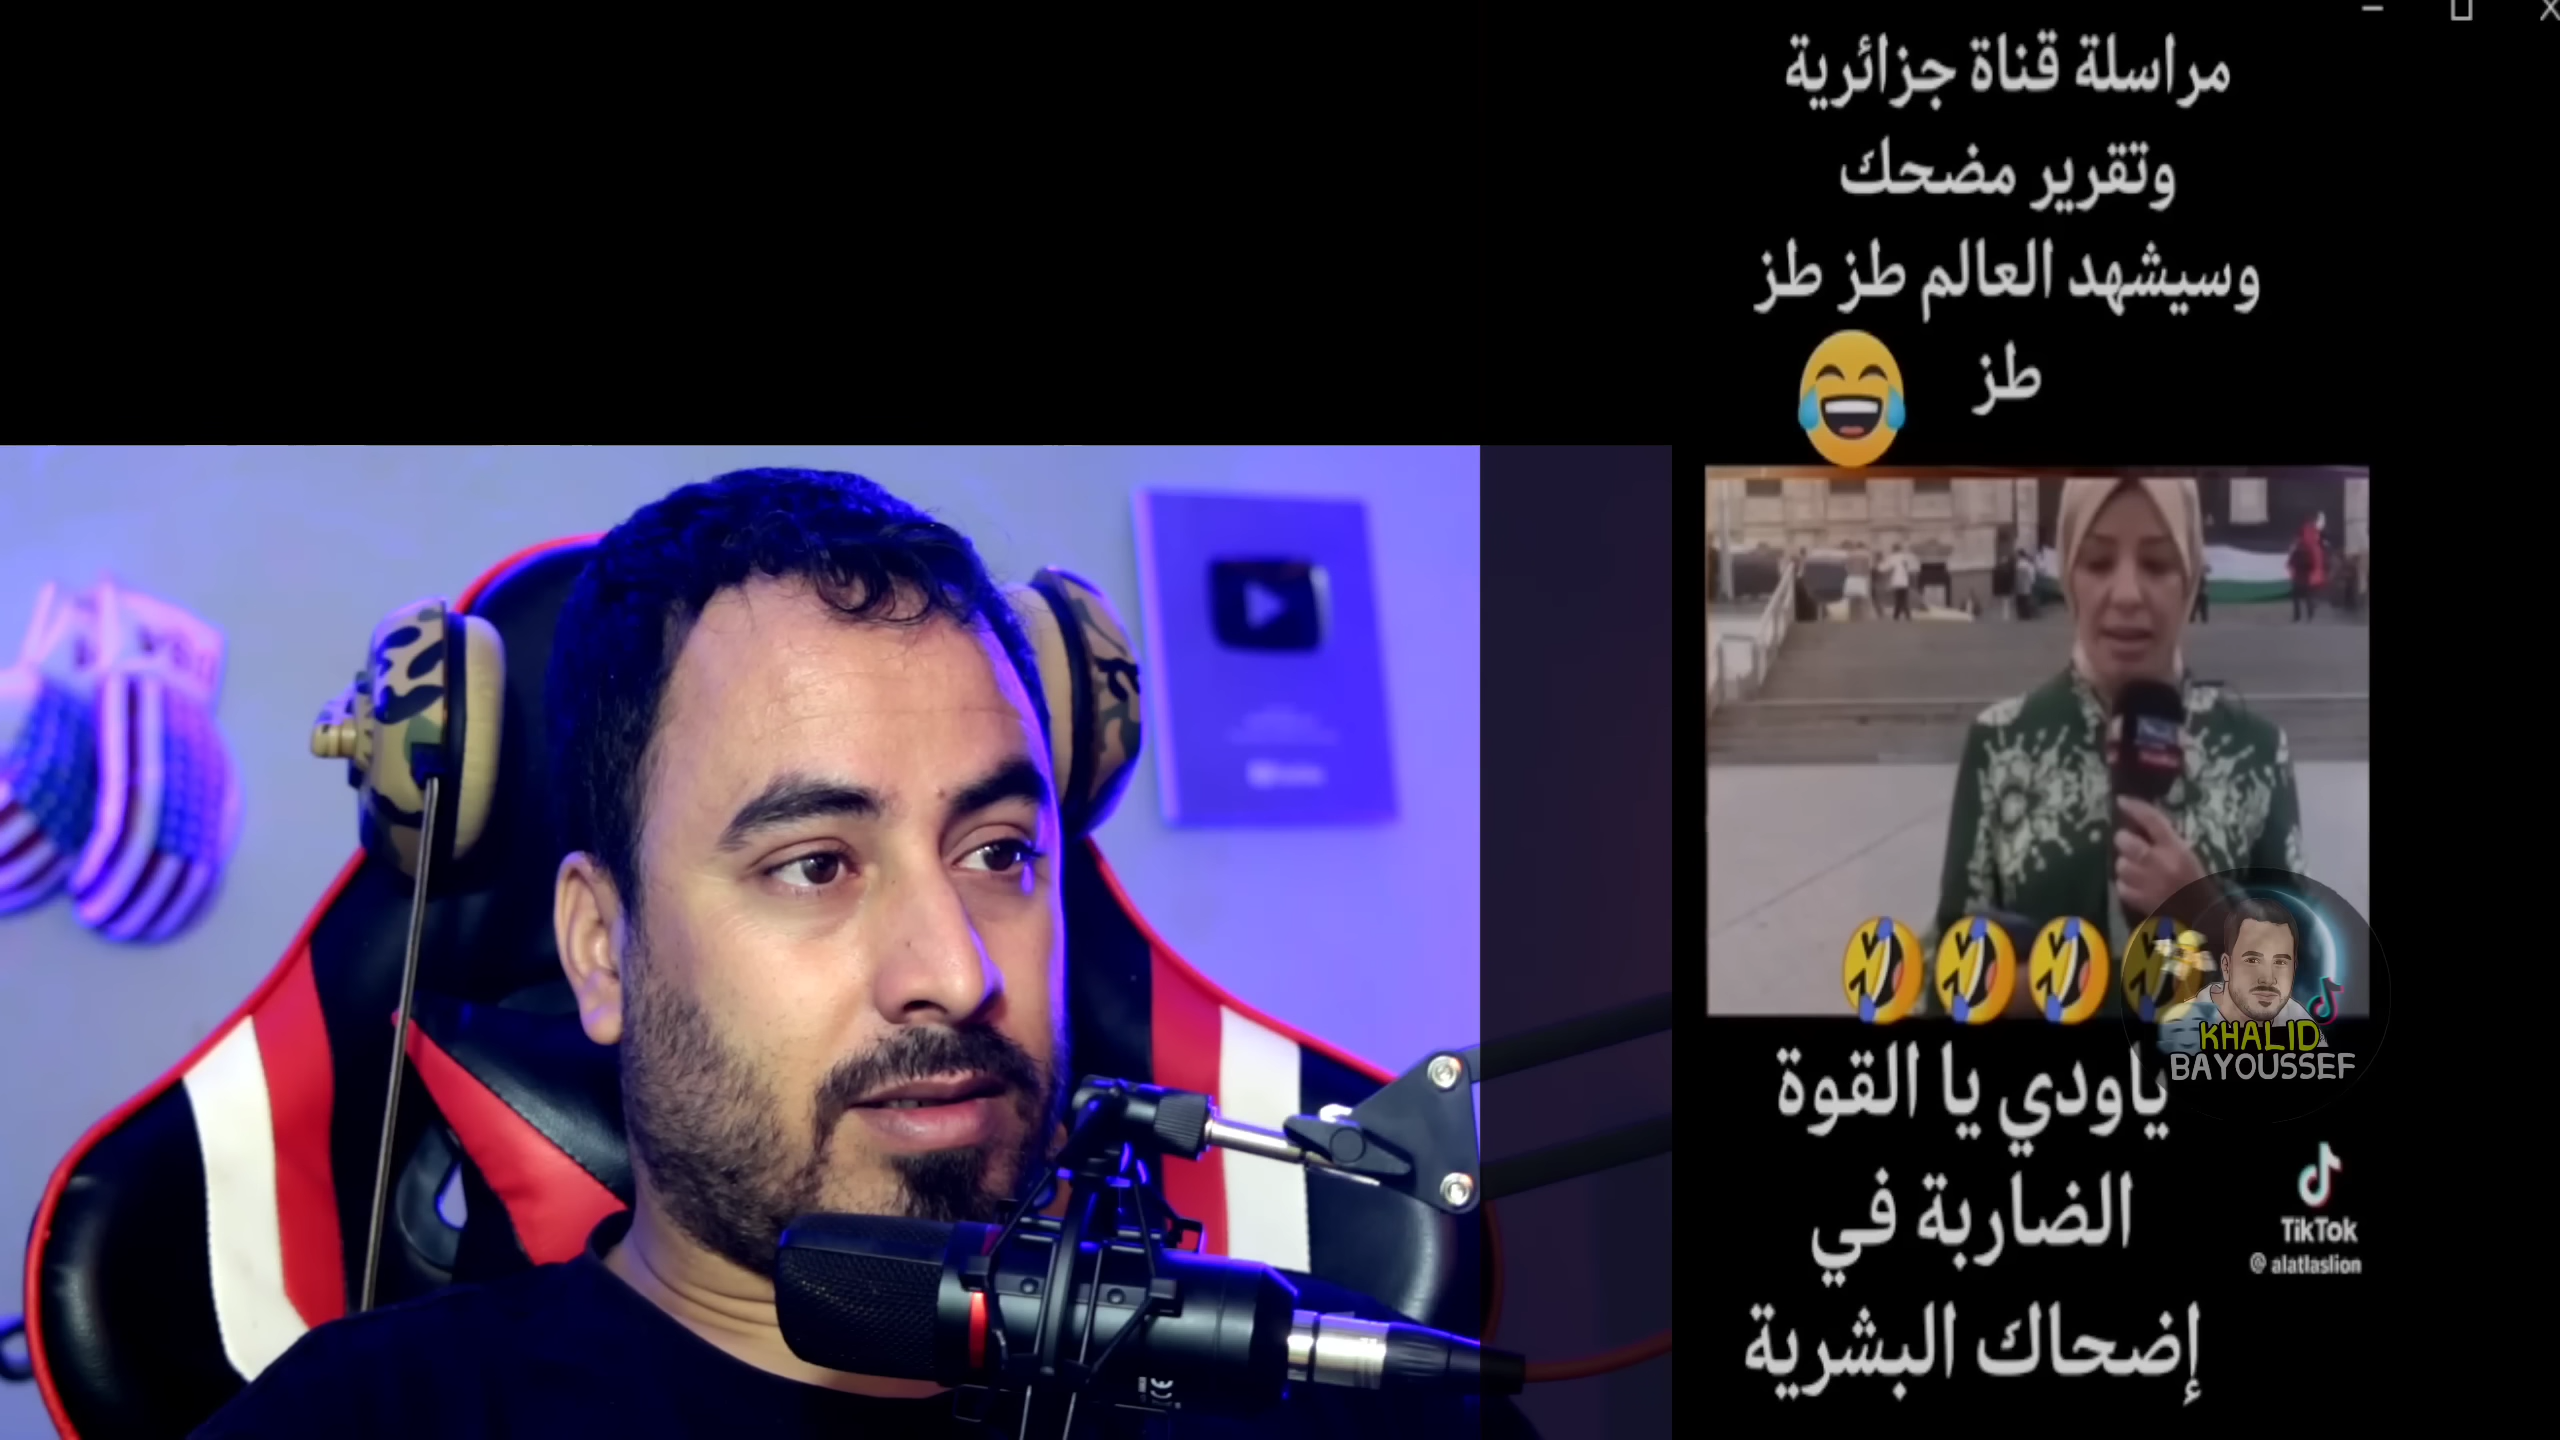 مراسلة قناة جزائرية
وتقرير مضحك
وسيشهد العالم طز طز
طز
KHALID
BAYOUSSEF
ياودي يا القوة
الضاربة في
إضحاك البشرية
TikTok
@alatlaslion